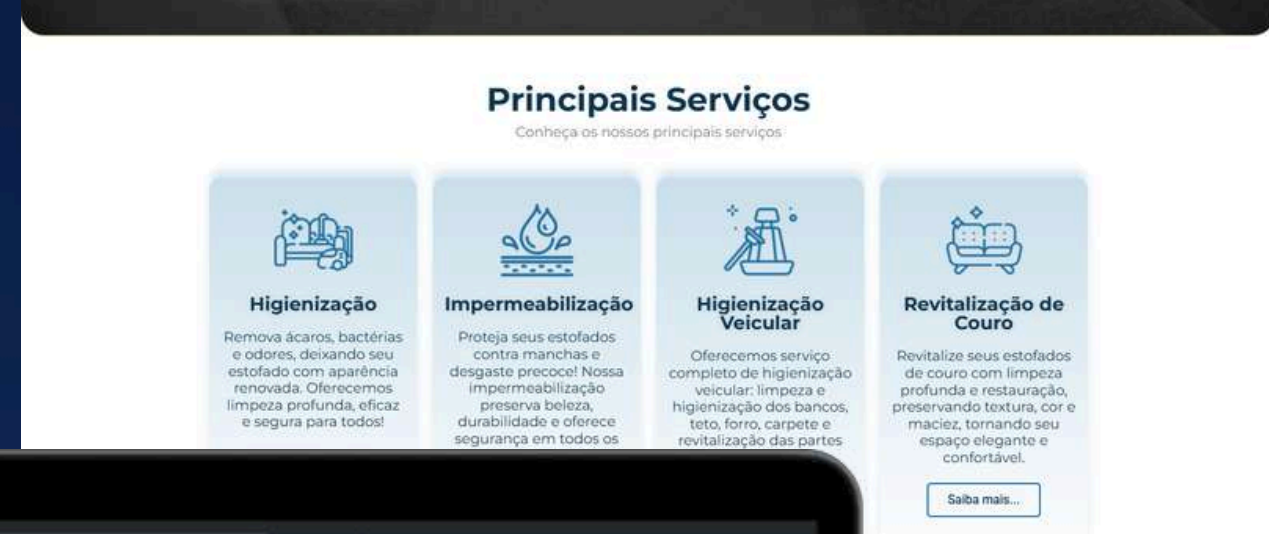 Principais Serviços
Conheça os nossos principais serviços
Higienização
Remova ácaros, bactérias
e odores, deixando seu
estofado com aparência
renovada. Oferecemos
limpeza profunda, eficaz
e segura para todos!
Impermeabilização
Proteja seus estofados
contra manchas e
desgaste precoce! Nossa
impermeabilização
preserva beleza,
durabilidade e oferece
segurança em todos os
Higienização
Veicular
Oferecemos serviço
completo de higienização
veicular: limpeza e
higienização dos bancos,
teto, forro, carpete e
revitalização das partes
Revitalização de
Couro
Revitalize seus estofados
de couro com limpeza
profunda e restauração,
preservando textura, cor e
maciez, tornando seu
espaço elegante e
confortável.
Saiba mais...